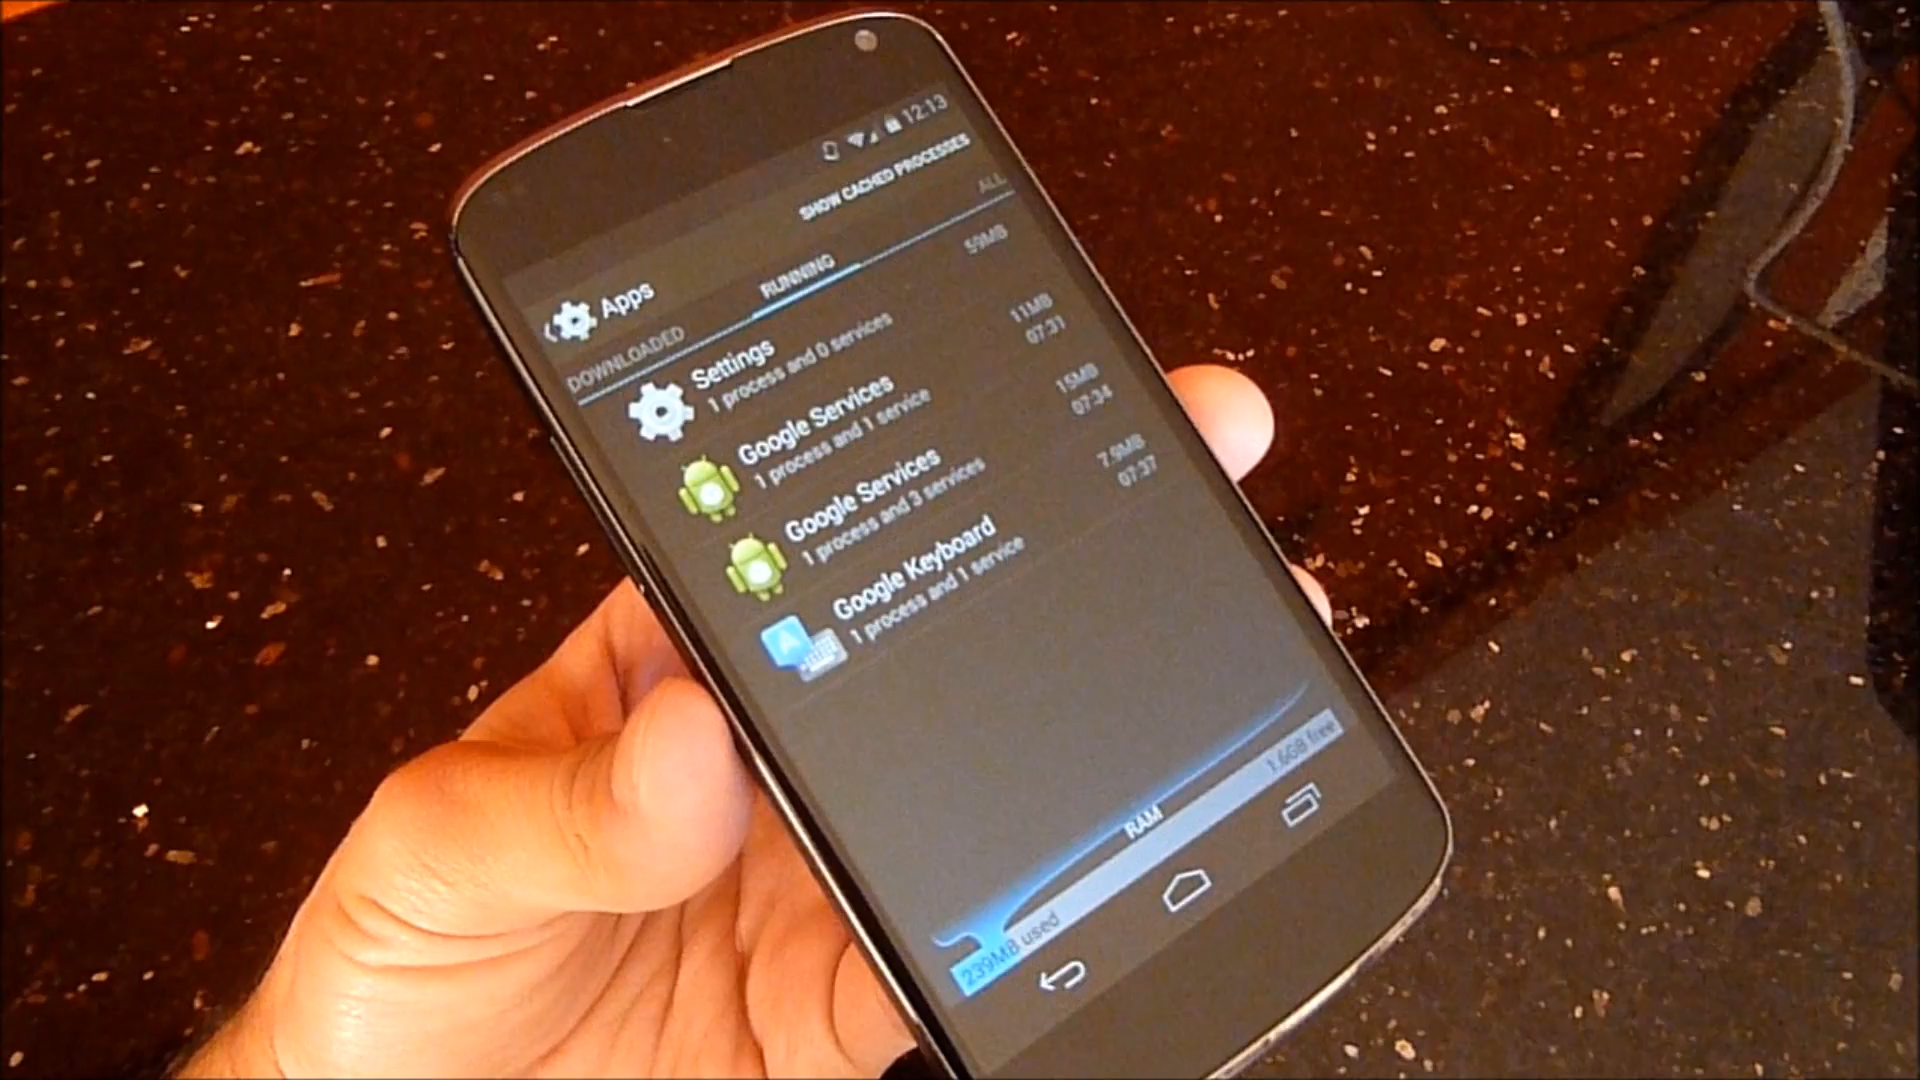 12:13
SHOW CACHED PROCESSES
Apps
DOWNLOADED
RUNNING
ALL
Settings
59MB
1 process and 0 services
Google Services
11MB
1 process and 1 service
07:31
Google Services
15MB
1 process and 3 services
07:34
Google Keyboard
7.9MB
1 process and 1 service
07:37
RAM
239MB used
1.6GB free